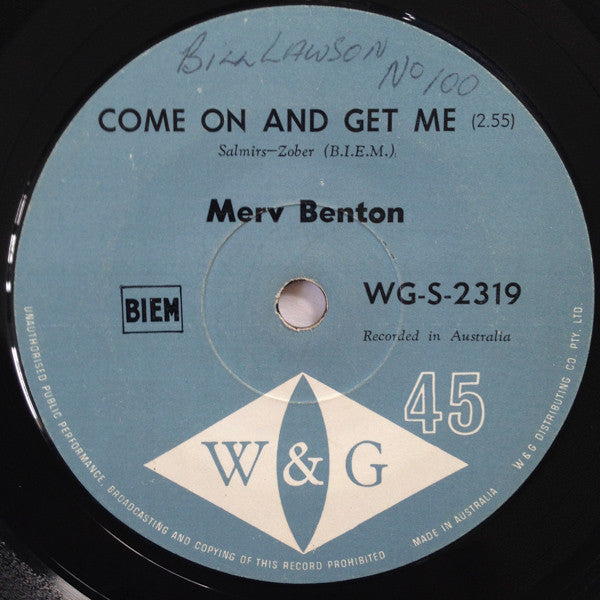 BILL LAWSON
No 100
COME ON AND GET ME (2.55)
Salmirs—Zober (B.I.E.M.)
Merv Benton
BIEM
WG-S-2319
Recorded in Australia
45
W & G
UNAUTHORISED PUBLIC PERFORMANCE, BROADCASTING AND COPYING OF THIS RECORD PROHIBITED
MADE IN AUSTRALIA
W & G DISTRIBUTING CO PTY. LTD.